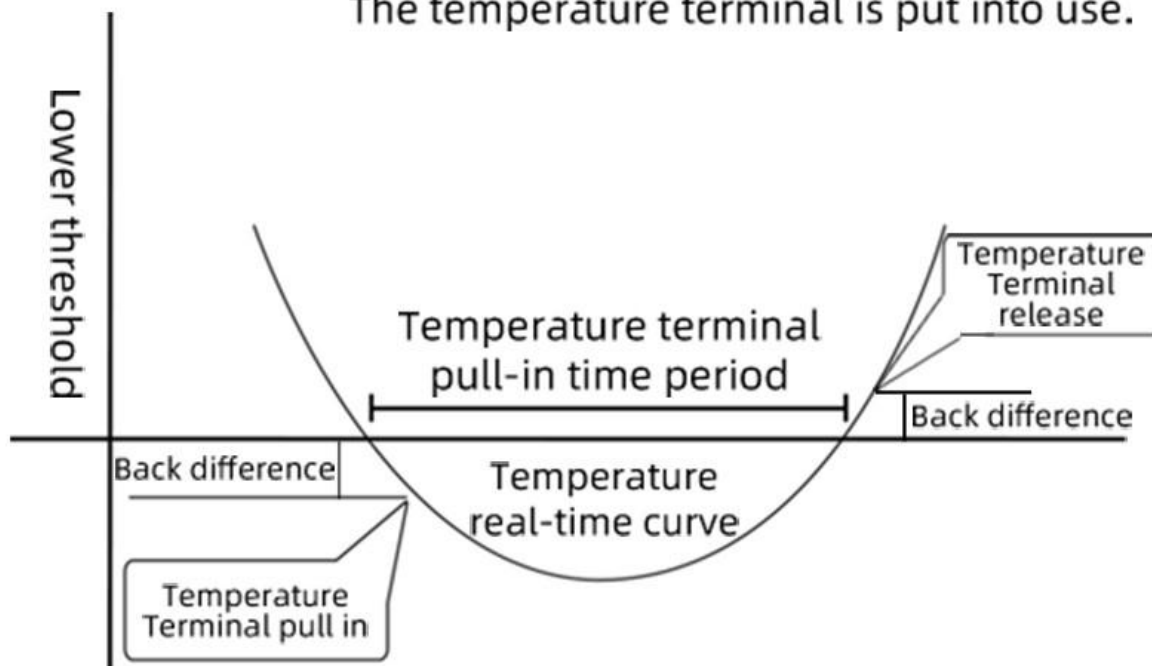 The temperature terminal is put into use.
Lower threshold
Temperature
Terminal
release
Temperature terminal
pull-in time period
Back difference
Back difference
Temperature
real-time curve
Temperature
Terminal pull in